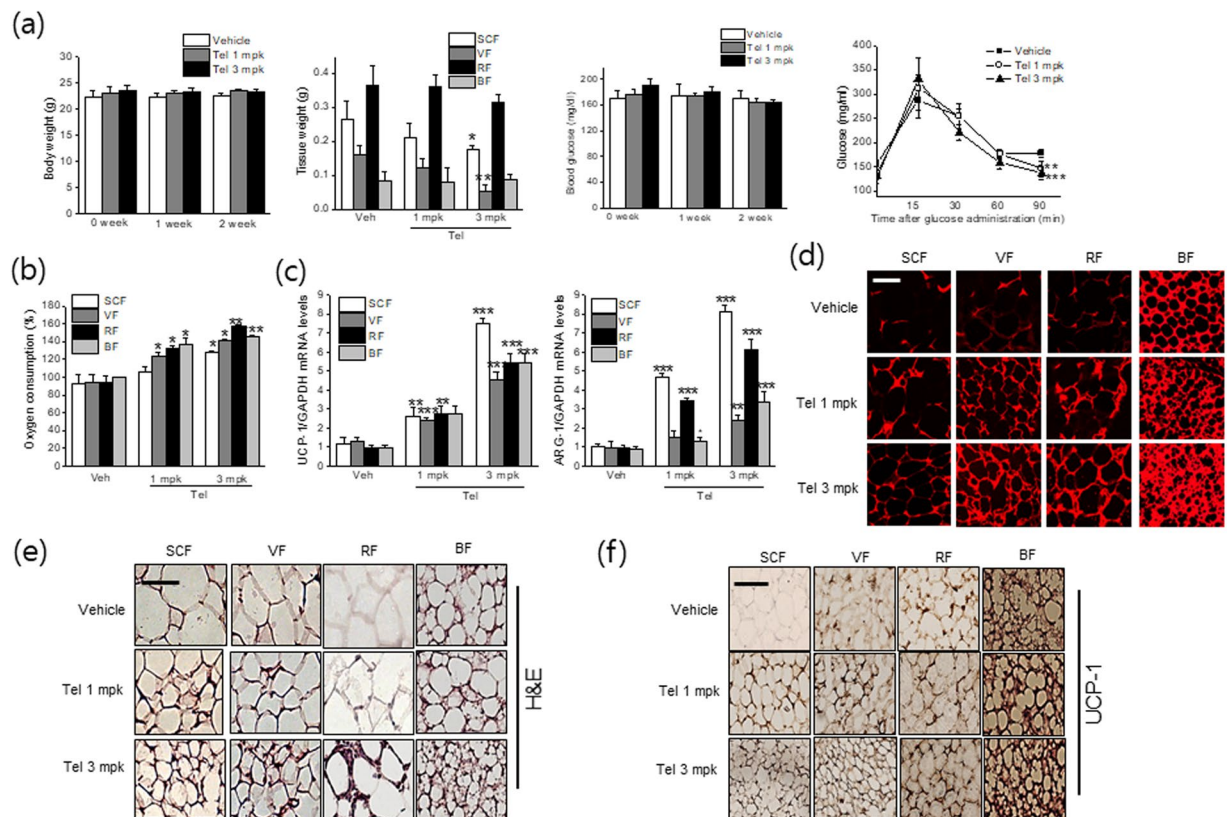 (a)
Body weight (g)
30
25
20
15
10
5
0
Vehicle
Tel 1 mpk
Tel 3 mpk
0 week
1 week
2 week
Tissue weight (g)
0.4
0.3
0.2
0.1
0.0
SCF
VF
RF
BF
*
**
Veh
1 mpk
3 mpk
Tel
Blood glucose (mg/dl)
200
160
120
80
40
0
Vehicle
Tel 1 mpk
Tel 3 mpk
0 week
1 week
2 week
Glucose (mg/ml)
400
350
300
250
200
150
100
Vehicle
Tel 1 mpk
Tel 3 mpk
**
***
15 30 60 90
Time after glucose administration (min)
(b)
Oxygen consumption (%)
180
160
140
120
100
80
60
40
20
0
SCF
VF
RF
BF
* * *
* * ** **
Veh
1 mpk
3 mpk
Tel
(c)
UCP-1/GAPDH mRNA levels
9
8
7
6
5
4
3
2
1
0
SCF
VF
RF
BF
** *** **
*** *** *** ***
Veh
1 mpk
3 mpk
Tel
ARG-1/GAPDH mRNA levels
9
8
7
6
5
4
3
2
1
0
SCF
VF
RF
BF
*** *** *
*** ** *** ***
Veh
1 mpk
3 mpk
Tel
(d)
SCF VF RF BF
Vehicle
Tel 1 mpk
Tel 3 mpk
(e)
SCF VF RF BF
Vehicle
Tel 1 mpk
Tel 3 mpk
H&E
(f)
SCF VF RF BF
Vehicle
Tel 1 mpk
Tel 3 mpk
UCP-1